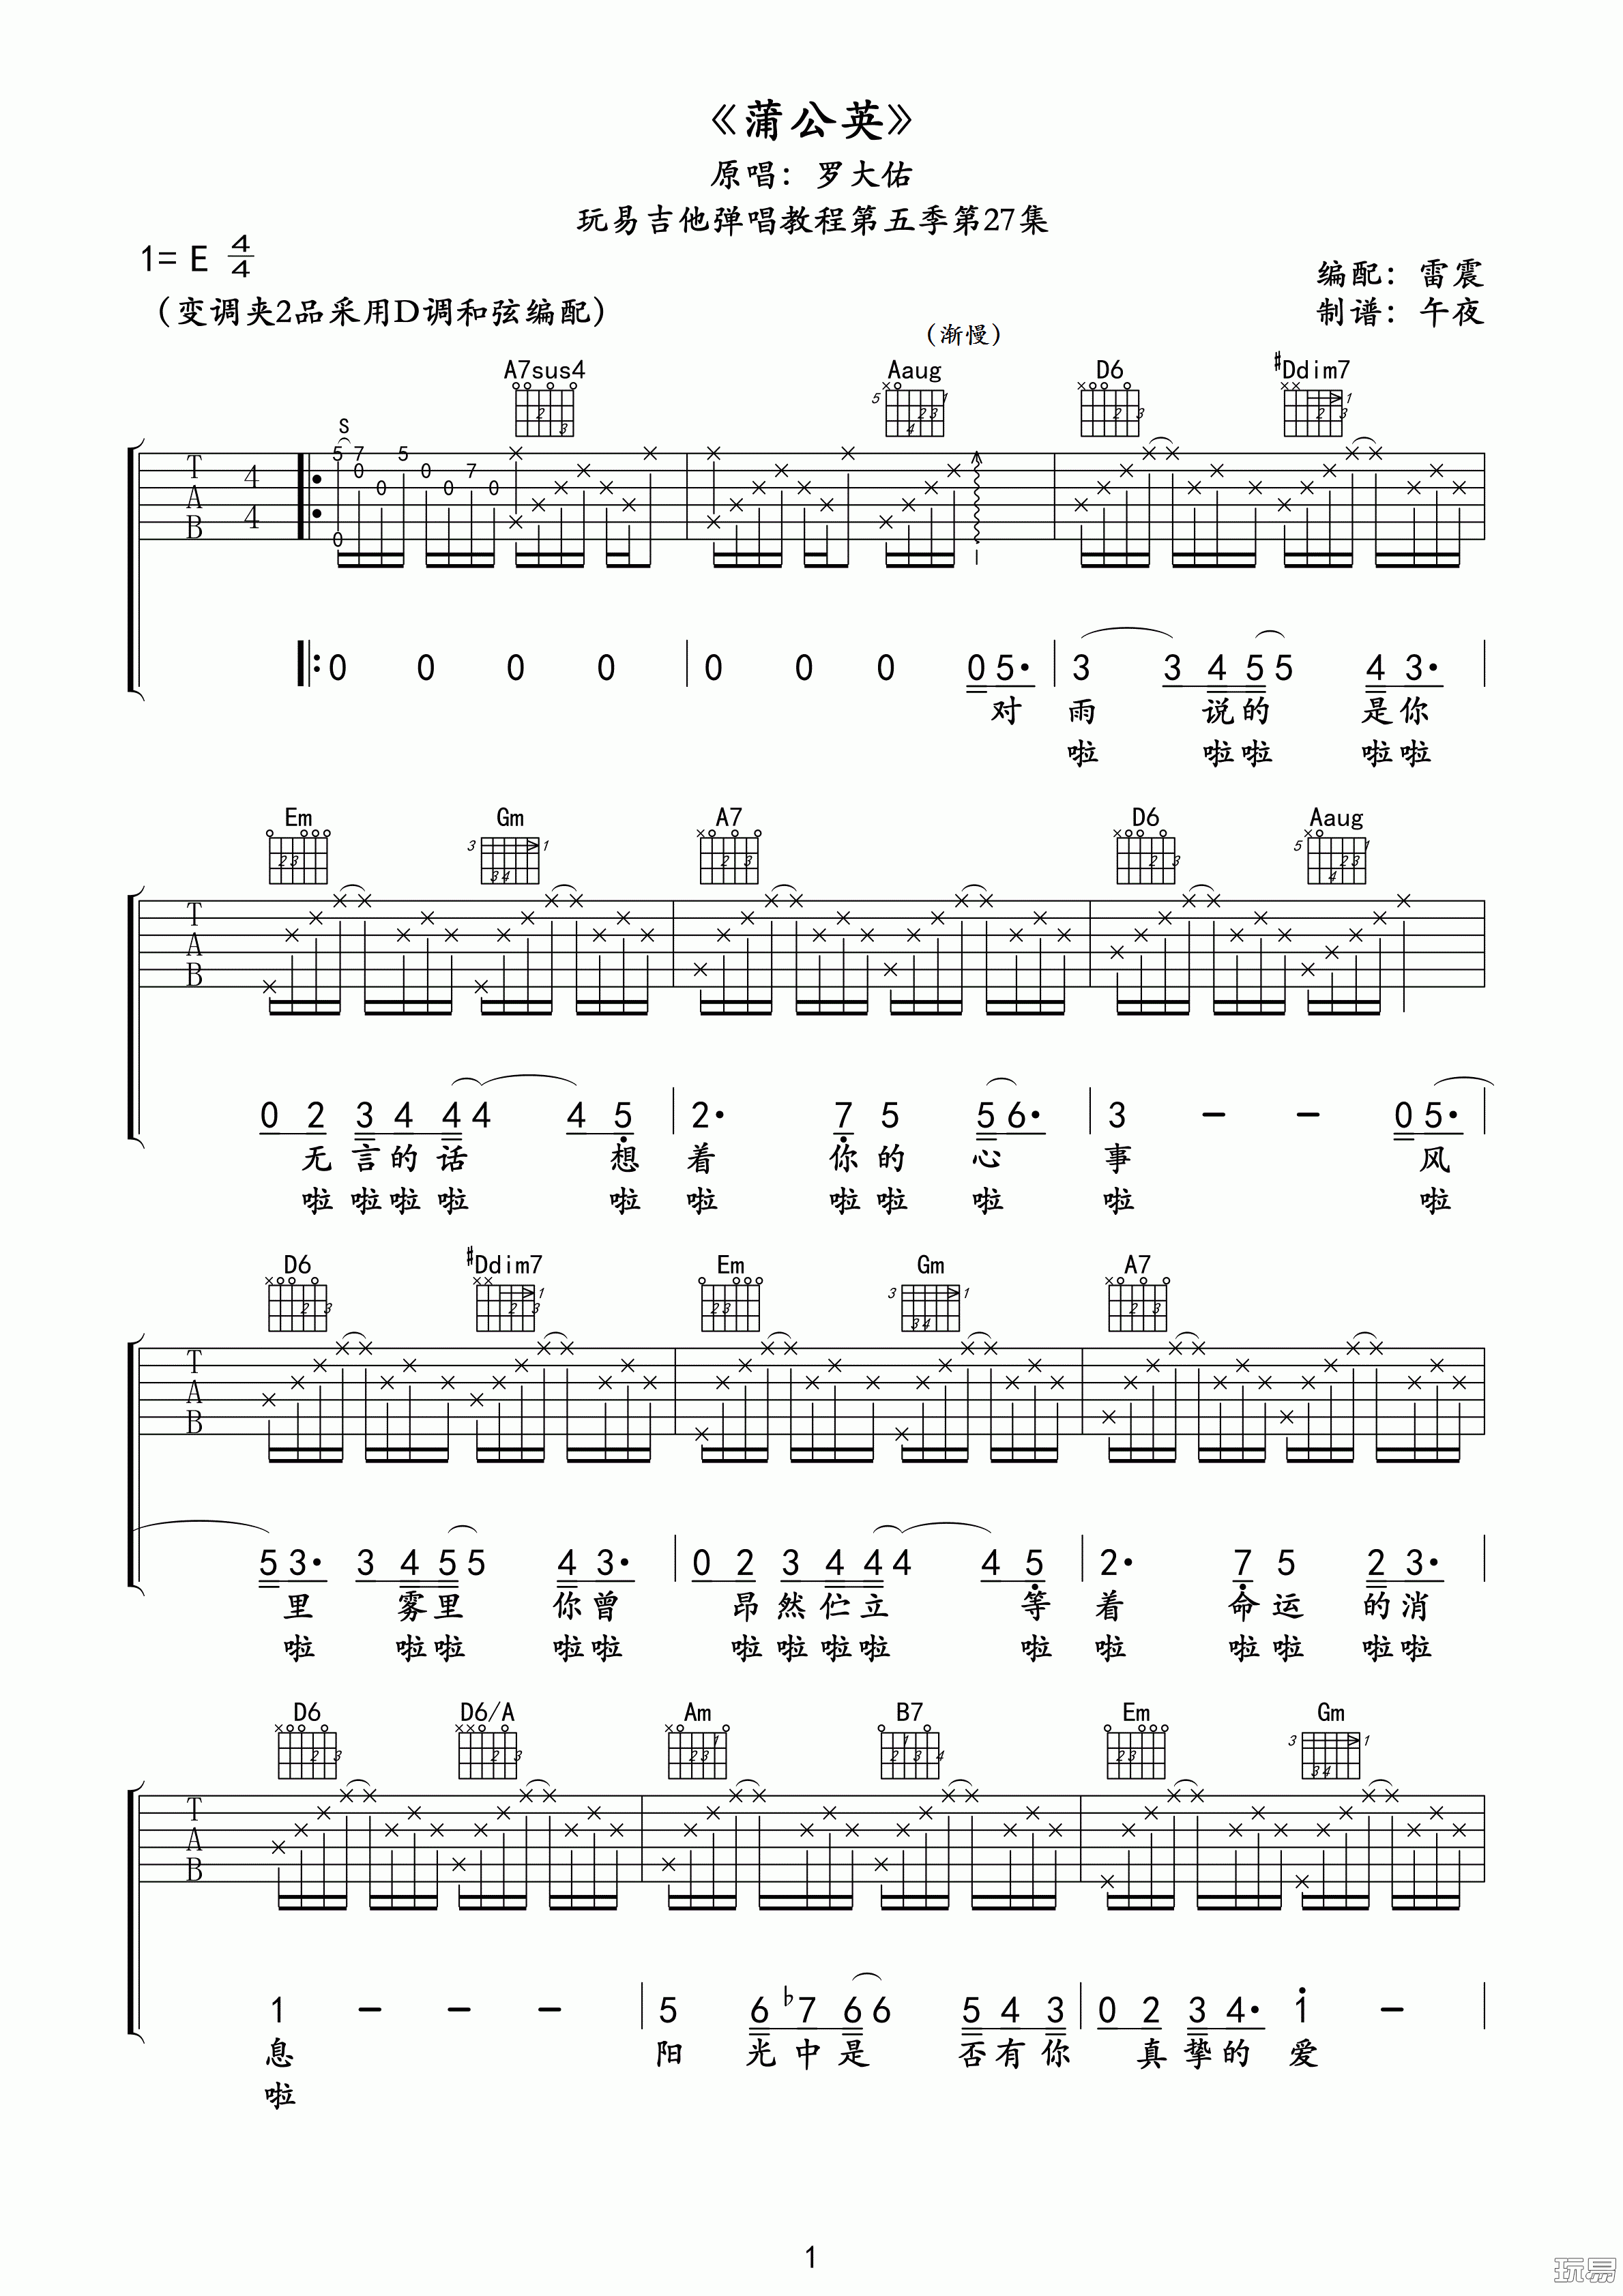 《蒲公英》
原唱：罗大佑
玩易吉他弹唱教程第五季第27集
1= E 4/4
（变调夹2品采用D调和弦编配）
编配：雷震
制谱：午夜
（渐慢）
A7sus4 Aaug D6 #Ddim7
S
5 7 0 0 5 0 0 7 0
0
T A B 4 4
0 0 0 0 0 0 0 0 5· 3 3 4 5 5 4 3·
对 雨 说 的 是 你
啦 啦 啦 啦 啦
Em Gm A7 D6 Aaug
T A B
0 2 3 4 4 4 4 5 2· 7 5 5 6· 3 - - 0 5·
无 言 的 话 想 着 你 的 心 事 风
啦 啦 啦 啦 啦 啦 啦 啦 啦 啦 啦
D6 #Ddim7 Em Gm A7
T A B
5 3· 3 4 5 5 4 3· 0 2 3 4 4 4 4 5 2· 7 5 2 3·
里 雾 里 你 曾 昂 然 伫 立 等 着 命 运 的 消
啦 啦 啦 啦 啦 啦 啦 啦 啦 啦 啦 啦 啦 啦 啦
D6 D6/A Am B7 Em Gm
T A B
1 - - - 5 6 b7 6 6 5 4 3 0 2 3 4· 1 -
息 阳 光 中 是 否 有 你 真 挚 的 爱
啦
1
玩易